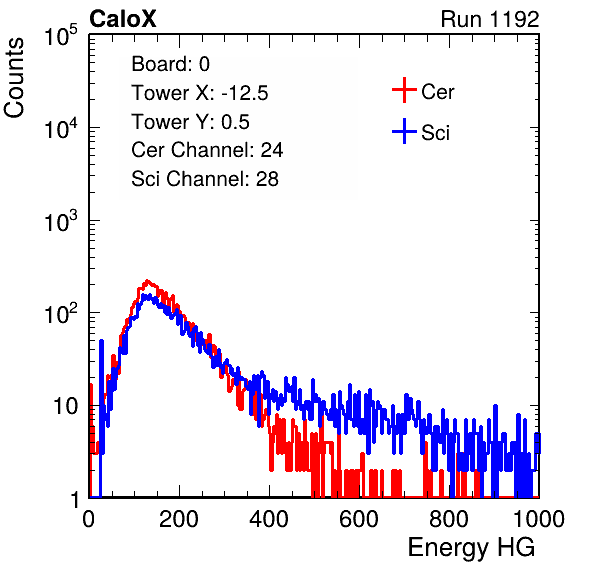 CaloX Run 1192
Counts
10^5
10^4
10^3
10^2
10
1
Board: 0
Tower X: -12.5
Tower Y: 0.5
Cer Channel: 24
Sci Channel: 28
Cer
Sci
0 200 400 600 800 1000
Energy HG